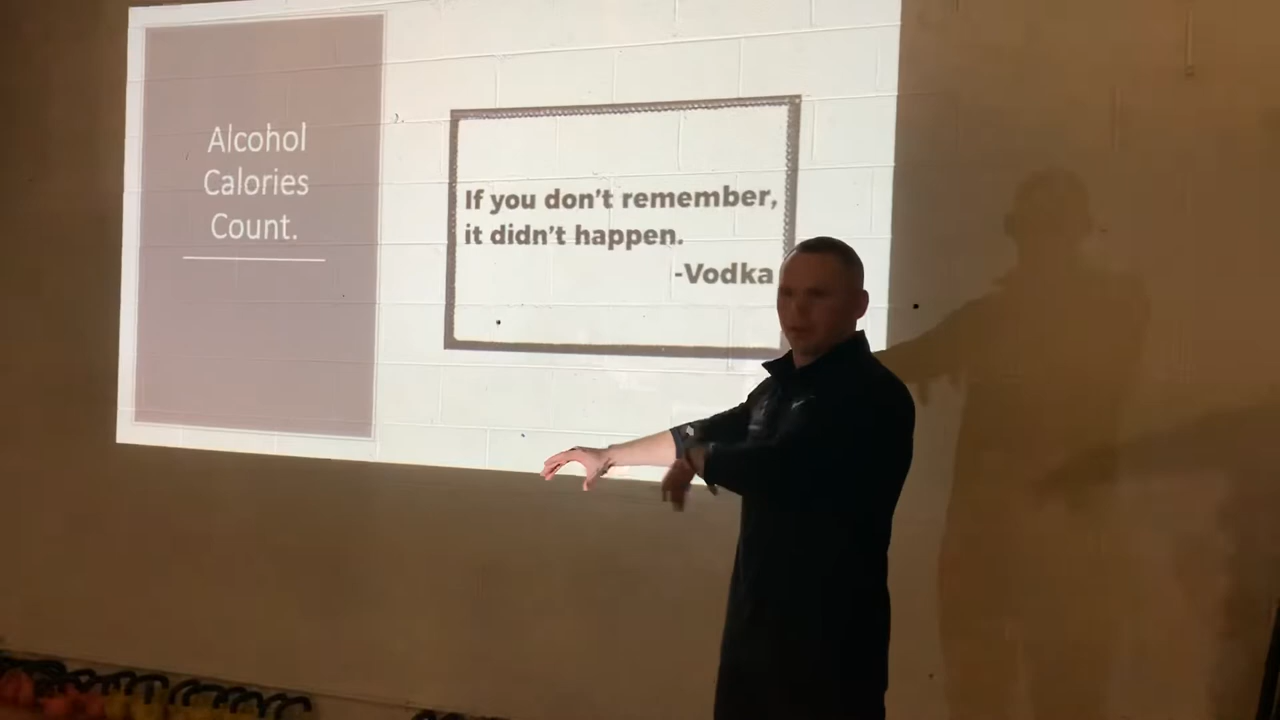 Alcohol
Calories
Count.
If you don't remember,
it didn't happen.
-Vodka